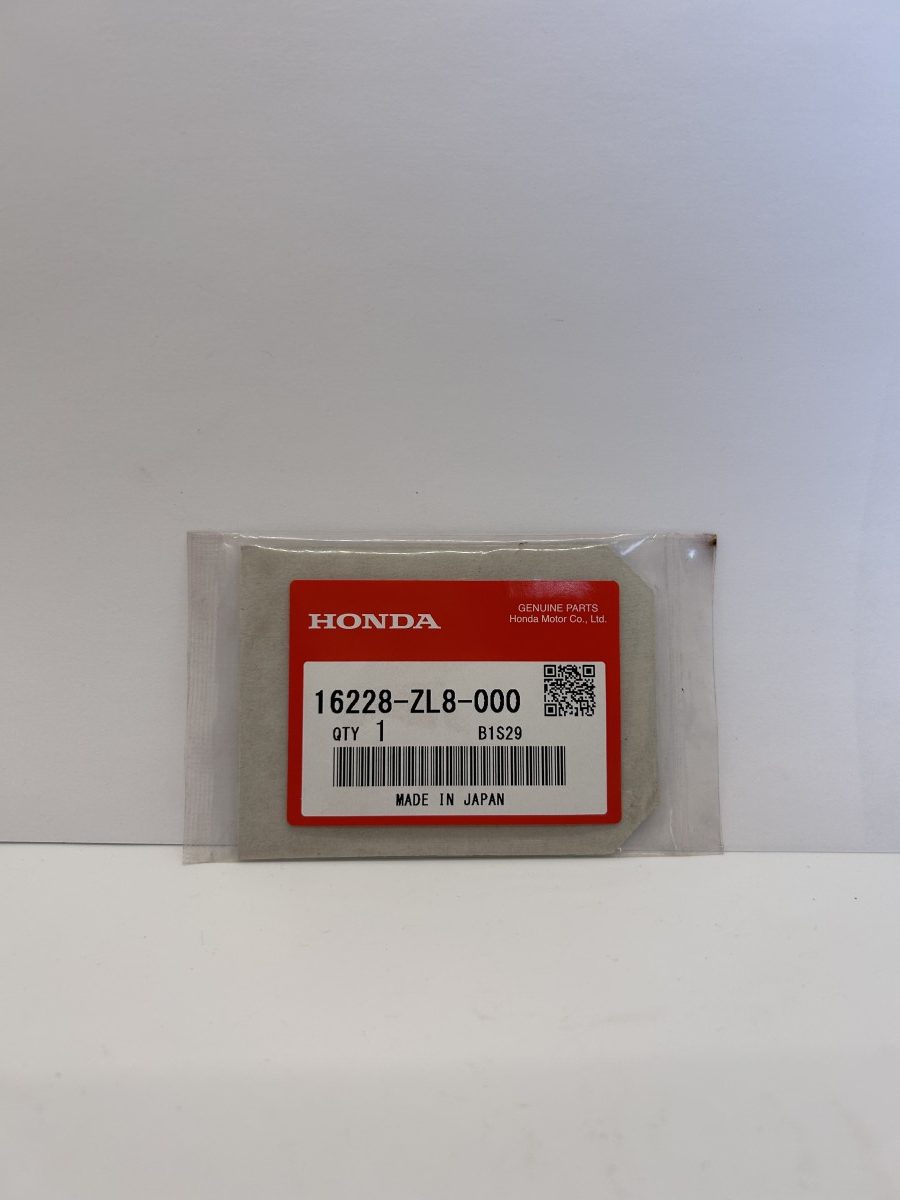 HONDA
GENUINE PARTS
Honda Motor Co., Ltd.
16228-ZL8-000
QTY 1 B1S29
MADE IN JAPAN